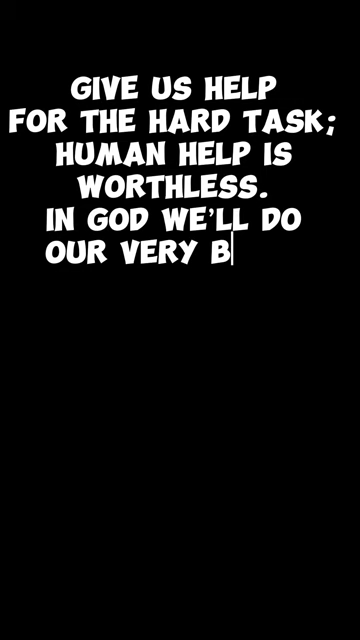 GIVE US HELP
FOR THE HARD TASK;
HUMAN HELP IS
WORTHLESS.
IN GOD WE'LL DO
OUR VERY B